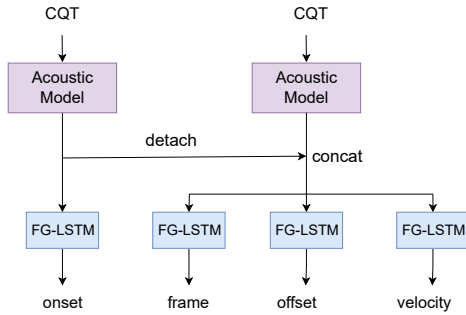 CQT
CQT
Acoustic
Model
Acoustic
Model
detach
concat
FG-LSTM
FG-LSTM
FG-LSTM
FG-LSTM
onset
frame
offset
velocity